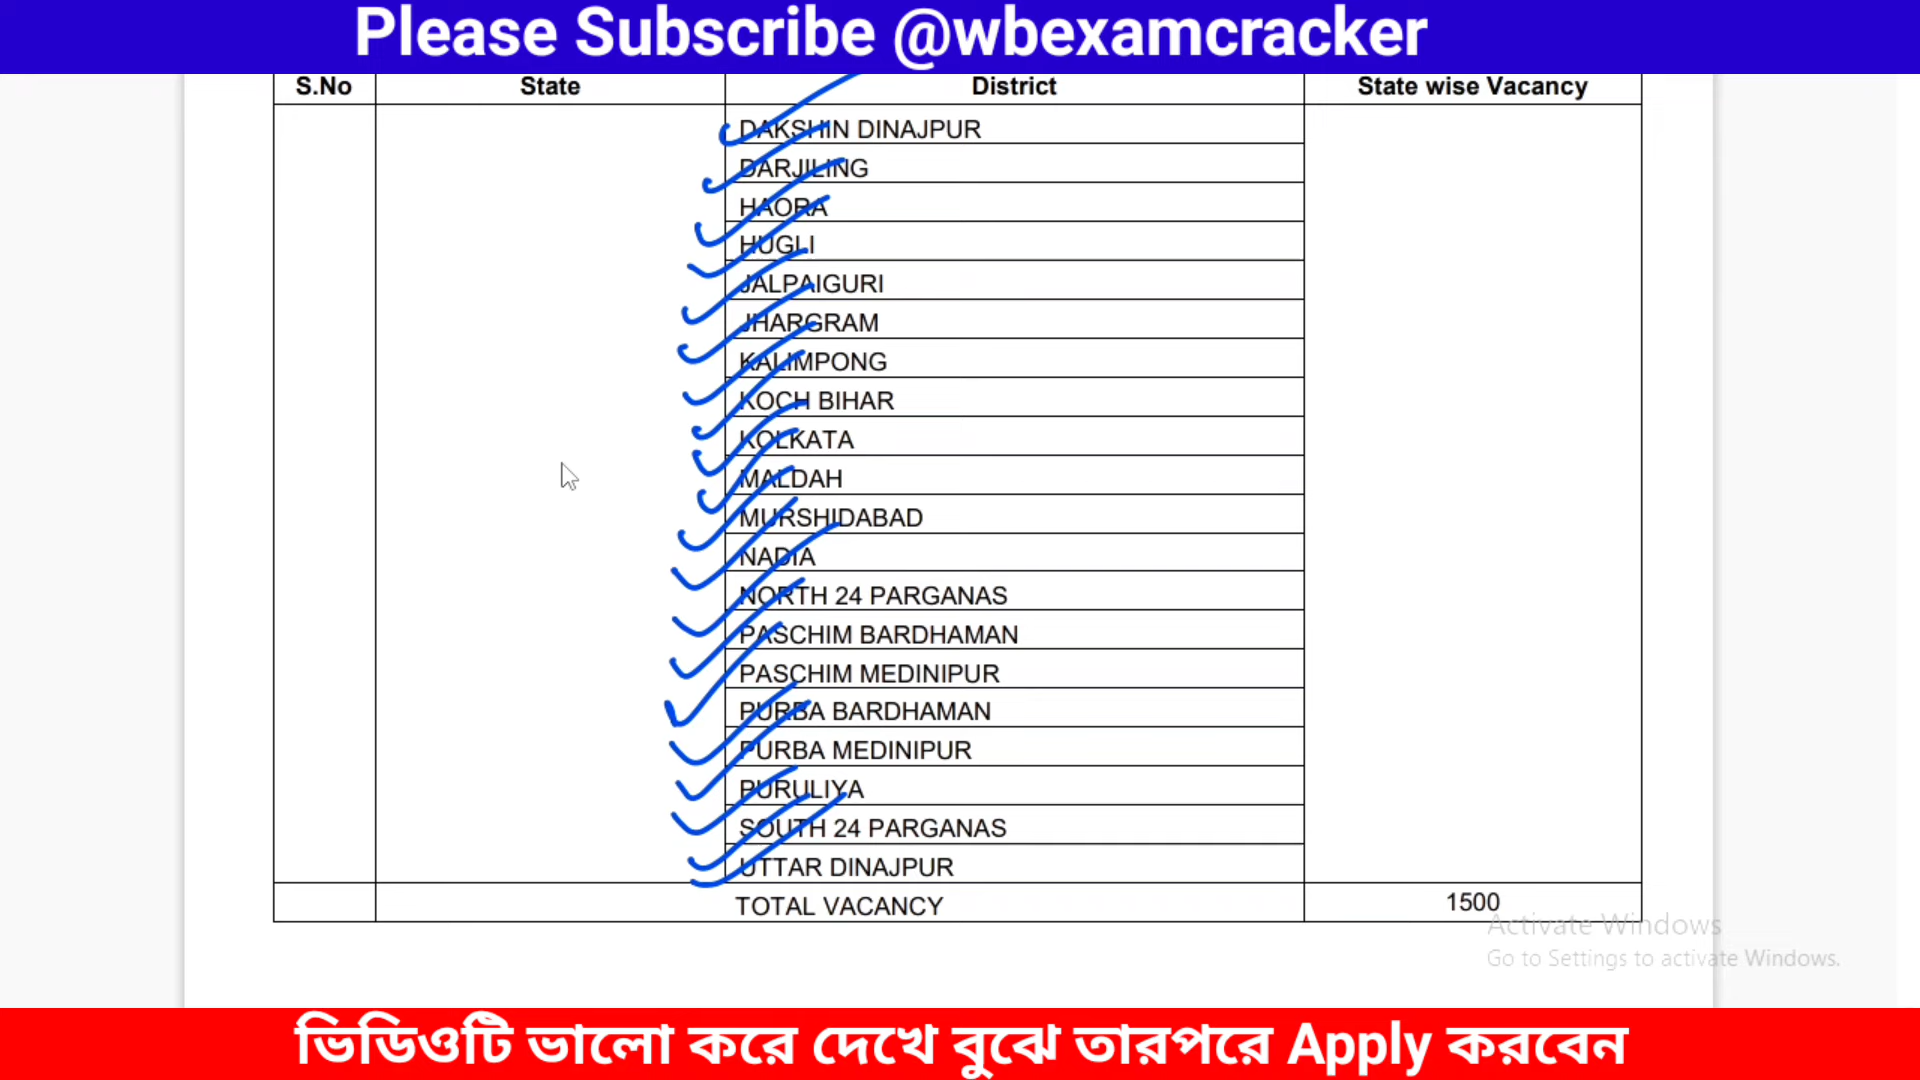 Please Subscribe @wbexamcracker
S.No State District State wise Vacancy
DAKSHIN DINAJPUR
DARJILING
HAORA
HUGLI
JALPAIGURI
JHARGRAM
KALIMPONG
KOCH BIHAR
KOLKATA
MALDAH
MURSHIDABAD
NADIA
NORTH 24 PARGANAS
PASCHIM BARDHAMAN
PASCHIM MEDINIPUR
PURBA BARDHAMAN
PURBA MEDINIPUR
PURULIYA
SOUTH 24 PARGANAS
UTTAR DINAJPUR
TOTAL VACANCY 1500
Activate Windows
Go to Settings to activate Windows.
ভিডিওটি ভালো করে দেখে বুঝে তারপরে Apply করবেন